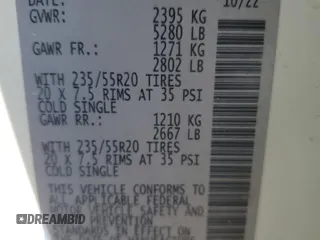 DATE: 10/22
GVWR: 2395 KG
5280 LB
GAWR FR.: 1271 KG
2802 LB
WITH 235/55R20 TIRES
20 x 7.5 RIMS AT 35 PSI
COLD SINGLE
GAWR RR.: 1210 KG
2667 LB
WITH 235/55R20 TIRES
20 x 7.5 RIMS AT 35 PSI
COLD SINGLE
THIS VEHICLE CONFORMS TO
ALL APPLICABLE FEDERAL
MOTOR VEHICLE SAFETY AND
PREVENTION
STANDARDS IN EFFECT ON
DREAMBID